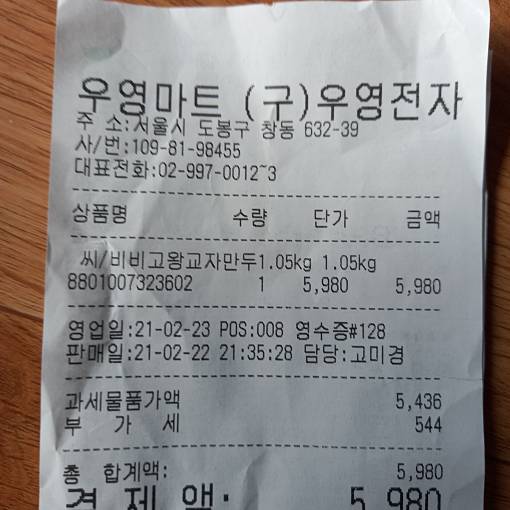 우영마트 (구)우영전자
주 소:서울시 도봉구 창동 632-39
사/번:109-81-98455
대표전화:02-997-0012~3
상품명 수량 단가 금액
씨/비비고왕교자만두1.05kg 1.05kg
8801007323602 1 5,980 5,980
영업일:21-02-23 POS:008 영수증#128
판매일:21-02-22 21:35:28 담당:고미경
과세물품가액 5,436
부 가 세 544
총 합계액: 5,980
결 제 액: 5,980